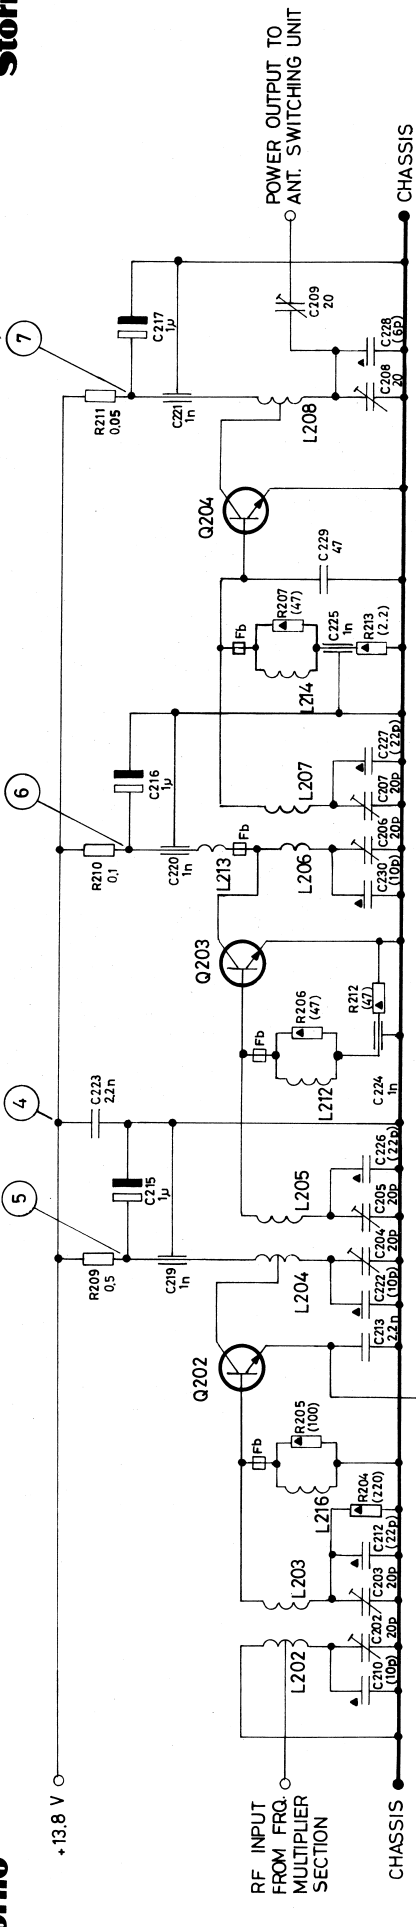 Stor
orno
+13.8 V
RF INPUT
FROM FRQ.
MULTIPLIER
SECTION
CHASSIS
L202
C210
(10p)
C202
20p
L203
C203
20p
C212
(22p)
R204
(220)
L216
R205
(100)
Fb
Q202
C213
2,2n
C222
(10p)
C204
20p
L204
C219
1n
R209
0,5
5
C215
1µ
4
C223
2,2n
L205
C205
20p
C226
(22p)
L212
R206
(47)
Fb
C224
1n
R212
(47)
Q203
C230
(10p)
C206
20p
L206
Fb
L213
C220
1n
R210
0,1
6
C216
1µ
L207
C207
20p
C227
(22p)
L214
R207
(47)
Fb
C225
1n
R213
(2.2)
C229
47
Q204
L208
C208
20
C228
(6p)
C209
20
C221
1n
R211
0,05
7
C217
1µ
POWER OUTPUT TO
ANT. SWITCHING UNIT
CHASSIS